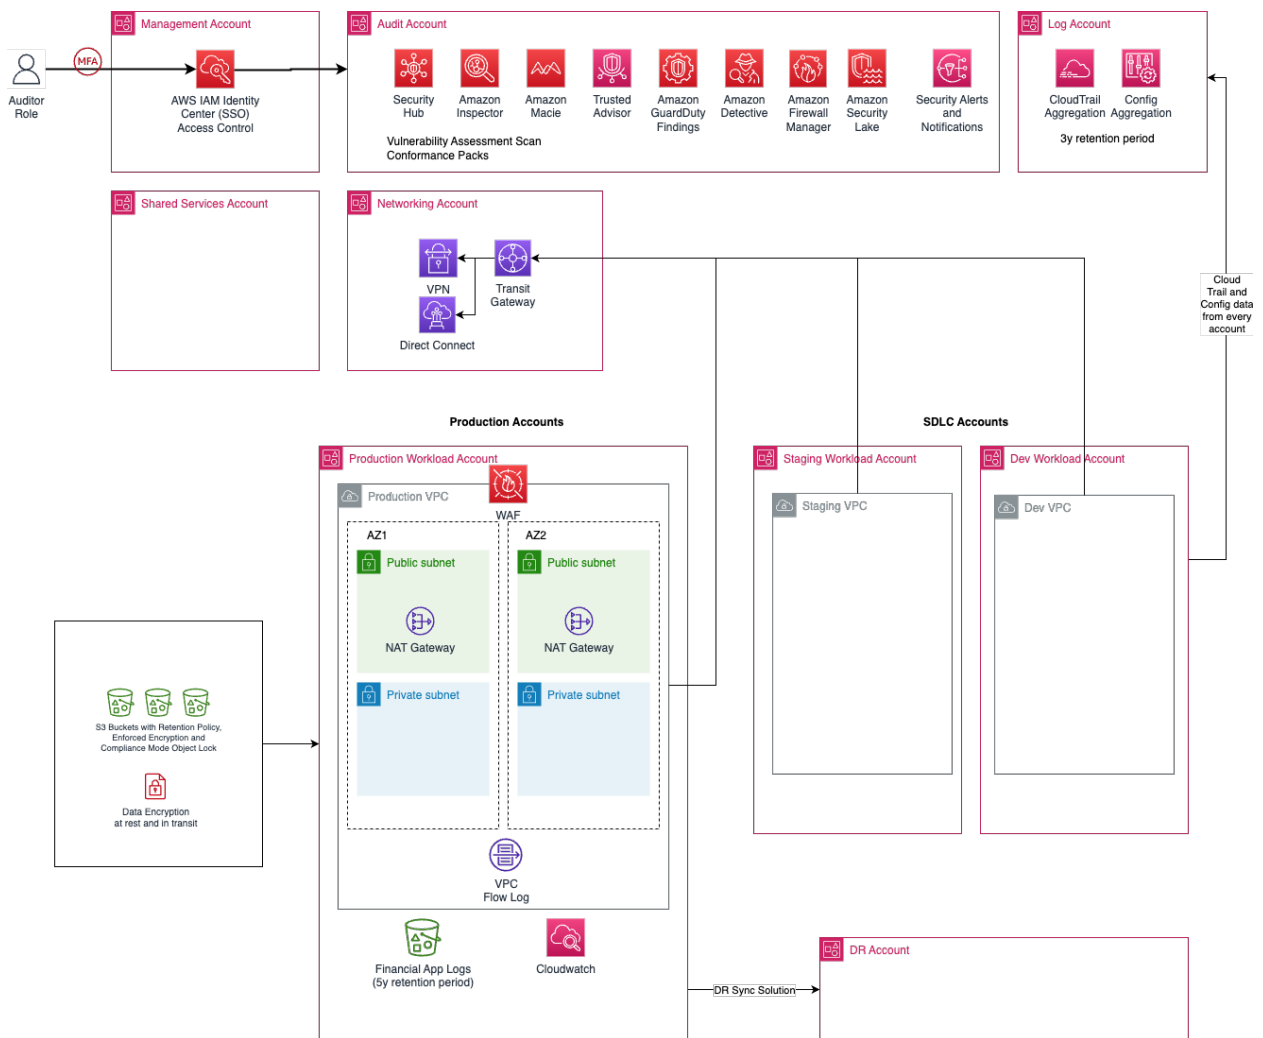 Management Account
Audit Account
Log Account
MFA
Auditor
Role
AWS IAM Identity
Center (SSO)
Access Control
Security
Hub
Amazon
Inspector
Amazon
Macie
Trusted
Advisor
Amazon
GuardDuty
Findings
Amazon
Detective
Amazon
Firewall
Manager
Amazon
Security
Lake
Security Alerts
and
Notifications
CloudTrail
Aggregation
Config
Aggregation
Vulnerability Assessment Scan
Conformance Packs
3y retention period
Shared Services Account
Networking Account
VPN
Transit
Gateway
Direct Connect
Cloud
Trail and
Config data
from every
account
Production Accounts
SDLC Accounts
Production Workload Account
Staging Workload Account
Dev Workload Account
Production VPC
WAF
Staging VPC
Dev VPC
AZ1
AZ2
Public subnet
Public subnet
NAT Gateway
NAT Gateway
Private subnet
Private subnet
S3 Buckets with Retention Policy,
Enforced Encryption and
Compliance Mode Object Lock
Data Encryption
at rest and in transit
VPC
Flow Log
Financial App Logs
(5y retention period)
Cloudwatch
DR Sync Solution
DR Account